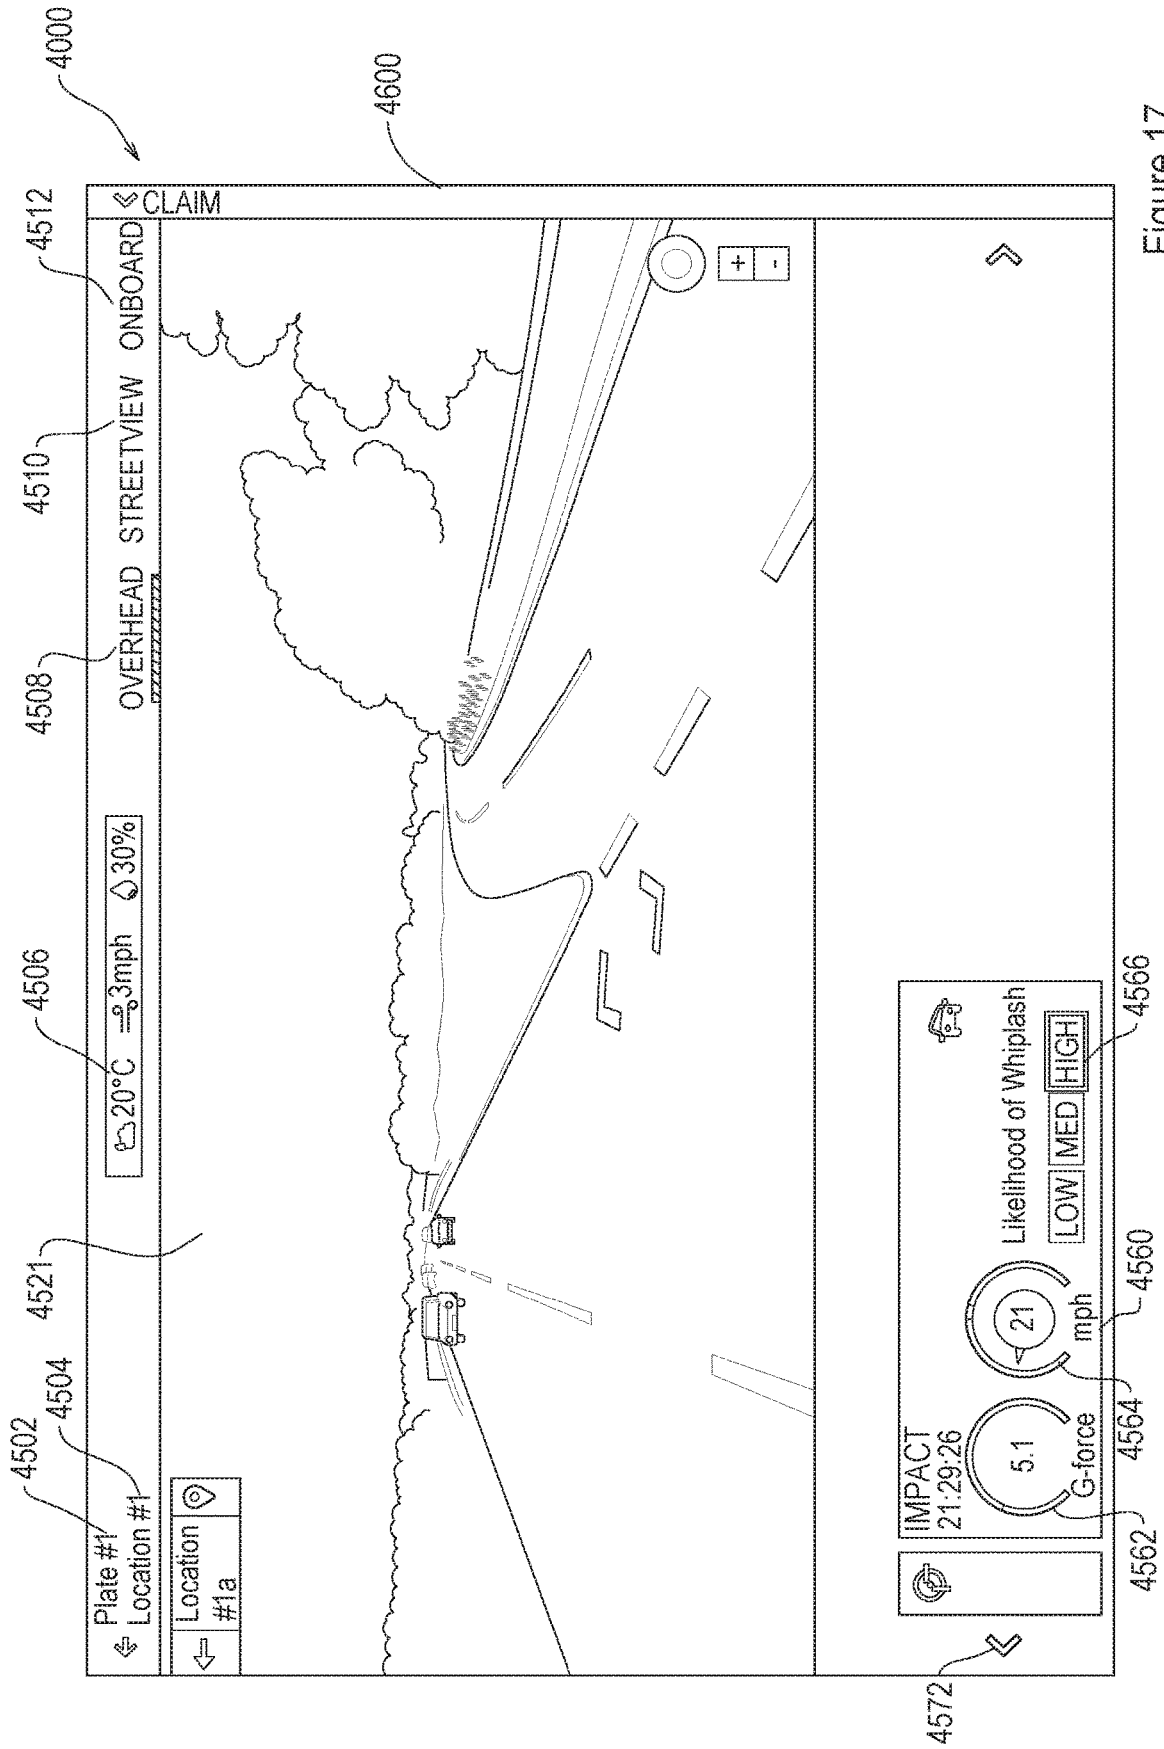 4000
4502
4504
4521
4506
4508
4510
4512
4600
Plate #1
Location #1
20°C 3mph 30%
OVERHEAD STREETVIEW ONBOARD
CLAIM
Location
#1a
+
-
IMPACT
21:29:26
5.1
G-force
21
mph
Likelihood of Whiplash
LOW MED HIGH
4572
4562
4564
4560
4566
Figure 17